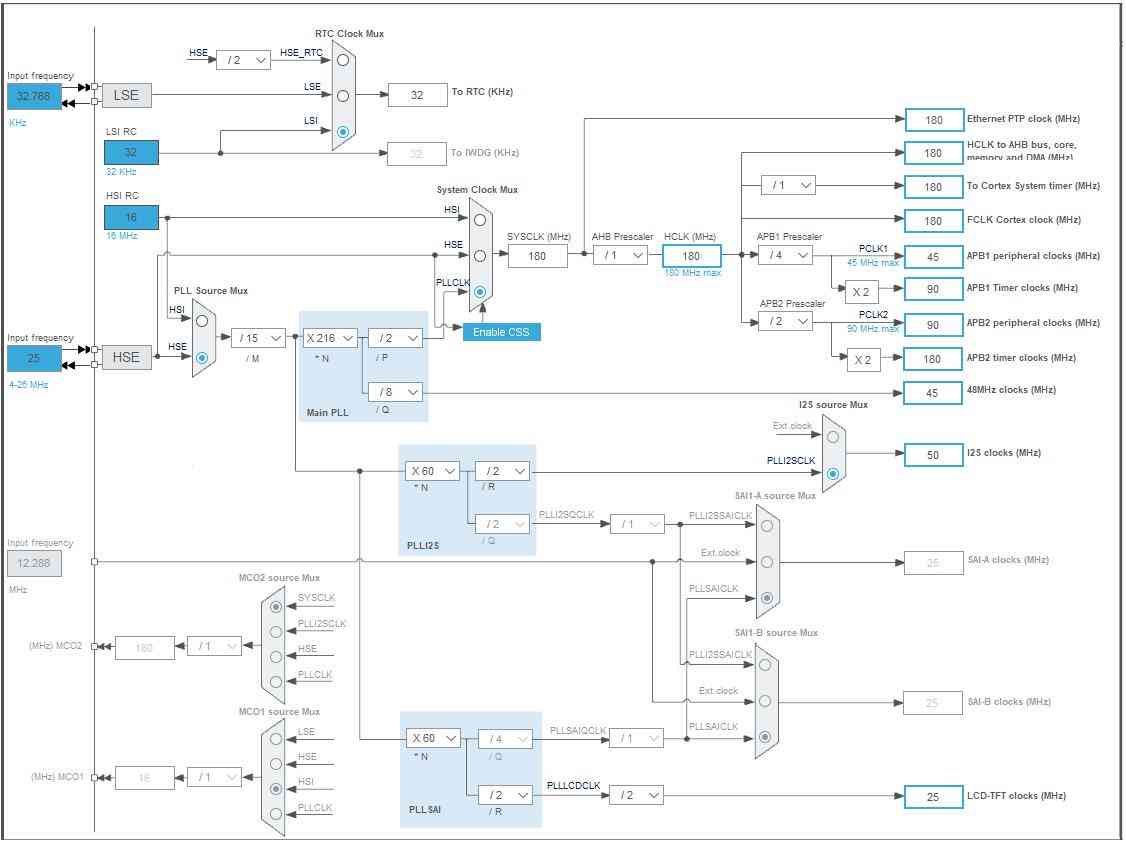 RTC Clock Mux
HSE
/ 2
HSE_RTC
Input frequency
32.768
KHz
LSE
LSE
32
To RTC (KHz)
LSI
LSI RC
32
32 KHz
32
To IWDG (KHz)
HSI RC
16
16 MHz
System Clock Mux
HSI
HSE
PLLCLK
SYSCLK (MHz)
180
AHB Prescaler
/ 1
HCLK (MHz)
180
180 MHz max
180
Ethernet PTP clock (MHz)
180
HCLK to AHB bus, core,
memory and DMA (MHz)
/ 1
180
To Cortex System timer (MHz)
180
FCLK Cortex clock (MHz)
APB1 Prescaler
/ 4
PCLK1
45 MHz max
45
APB1 peripheral clocks (MHz)
X 2
90
APB1 Timer clocks (MHz)
APB2 Prescaler
/ 2
PCLK2
90 MHz max
90
APB2 peripheral clocks (MHz)
X 2
180
APB2 timer clocks (MHz)
Enable CSS
PLL Source Mux
HSI
HSE
Input frequency
25
4-26 MHz
HSE
/ 15
/ M
X 216
* N
/ 2
/ P
/ 8
/ Q
Main PLL
45
48MHz clocks (MHz)
I2S source Mux
Ext.clock
PLLI2SCLK
50
I2S clocks (MHz)
X 60
* N
/ 2
/ R
/ 2
/ Q
PLLI2S
PLLI2SQCLK
/ 1
SAI1-A source Mux
PLLI2SSAICLK
Ext.clock
PLLSAICLK
25
SAI-A clocks (MHz)
Input frequency
12.288
MHz
SAI1-B source Mux
PLLI2SSAICLK
Ext.clock
PLLSAICLK
25
SAI-B clocks (MHz)
MCO2 source Mux
SYSCLK
PLLI2SCLK
HSE
PLLCLK
(MHz) MCO2
180
/ 1
MCO1 source Mux
LSE
HSE
HSI
PLLCLK
(MHz) MCO1
16
/ 1
X 60
* N
/ 4
/ Q
PLLSAIQCLK
/ 1
/ 2
/ R
PLLSAI
PLLLCDCLK
/ 2
25
LCD-TFT clocks (MHz)